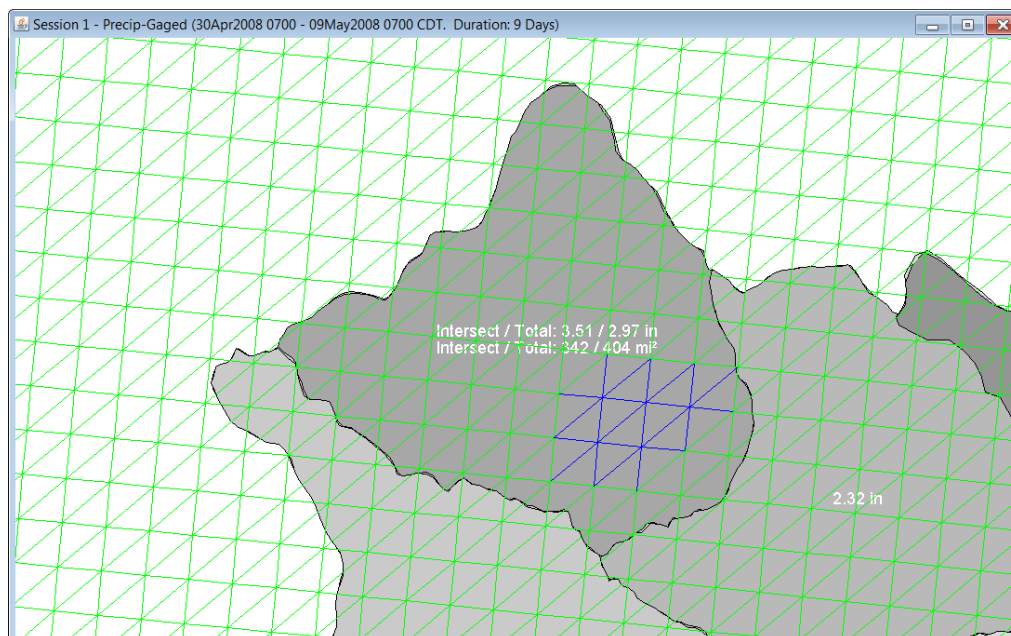 Session 1 - Precip-Gaged (30Apr2008 0700 - 09May2008 0700 CDT.  Duration: 9 Days)
Intersect / Total: 3.51 / 2.97 in
Intersect / Total: 342 / 404 mi²
2.32 in